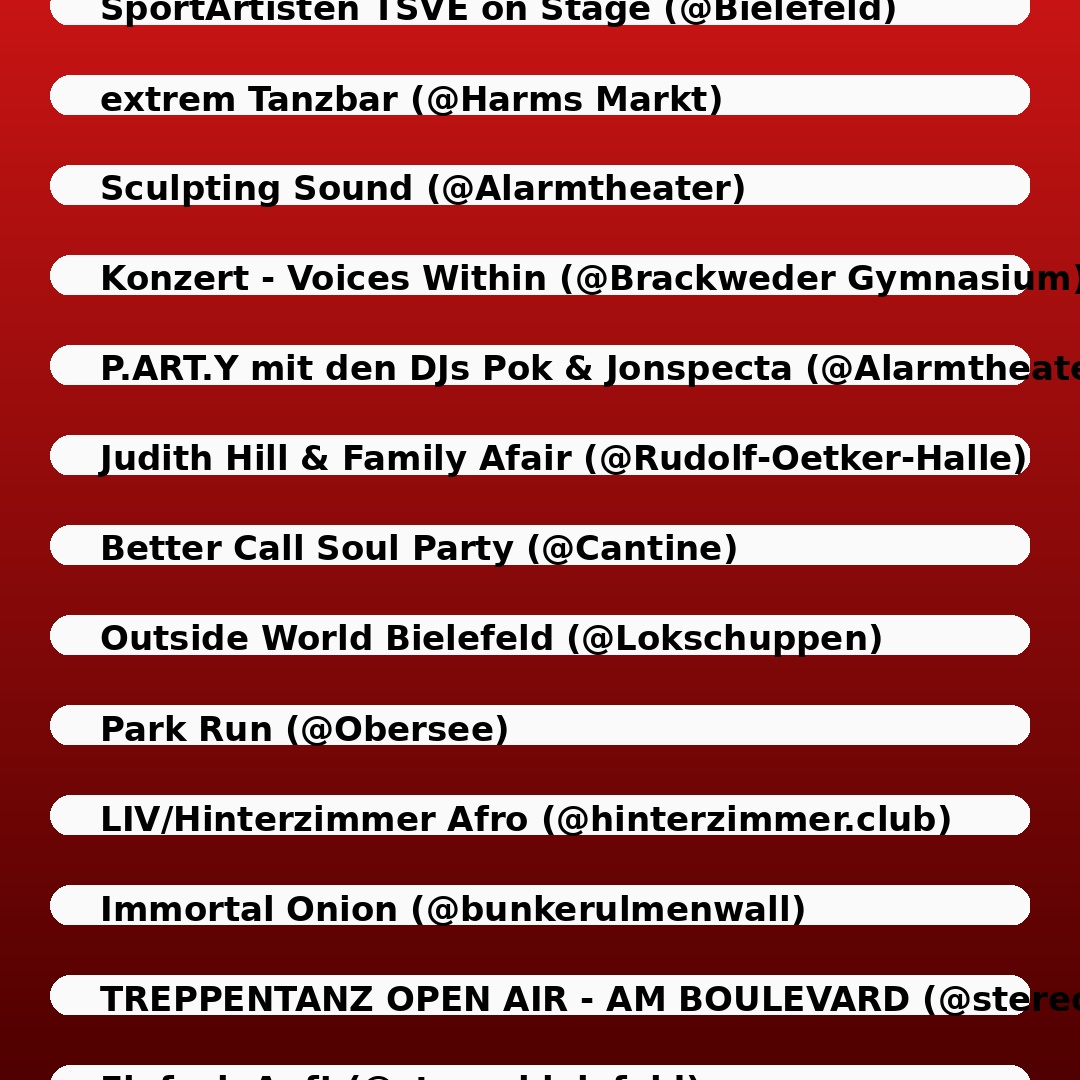 SportArtisten TSVE on Stage (@Bielefeld)
extrem Tanzbar (@Harms Markt)
Sculpting Sound (@Alarmtheater)
Konzert - Voices Within (@Brackweder Gymnasium)
P.ART.Y mit den DJs Pok & Jonspecta (@Alarmtheate
Judith Hill & Family Afair (@Rudolf-Oetker-Halle)
Better Call Soul Party (@Cantine)
Outside World Bielefeld (@Lokschuppen)
Park Run (@Obersee)
LIV/Hinterzimmer Afro (@hinterzimmer.club)
Immortal Onion (@bunkerulmenwall)
TREPPENTANZ OPEN AIR - AM BOULEVARD (@stereo